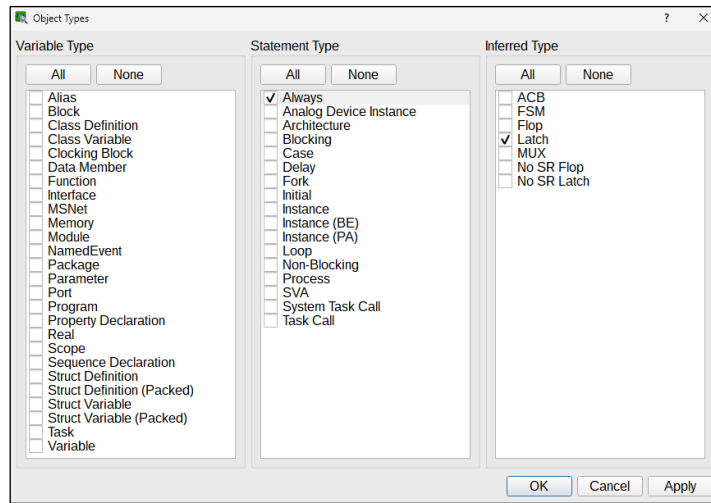 Object Types
? X
Variable Type
All None
Alias
Block
Class Definition
Class Variable
Clocking Block
Data Member
Function
Interface
MSNet
Memory
Module
NamedEvent
Package
Parameter
Port
Program
Property Declaration
Real
Scope
Sequence Declaration
Struct Definition
Struct Definition (Packed)
Struct Variable
Struct Variable (Packed)
Task
Variable
Statement Type
All None
Always
Analog Device Instance
Architecture
Blocking
Case
Delay
Fork
Initial
Instance
Instance (BE)
Instance (PA)
Loop
Non-Blocking
Process
SVA
System Task Call
Task Call
Inferred Type
All None
ACB
FSM
Flop
Latch
MUX
No SR Flop
No SR Latch
OK Cancel Apply